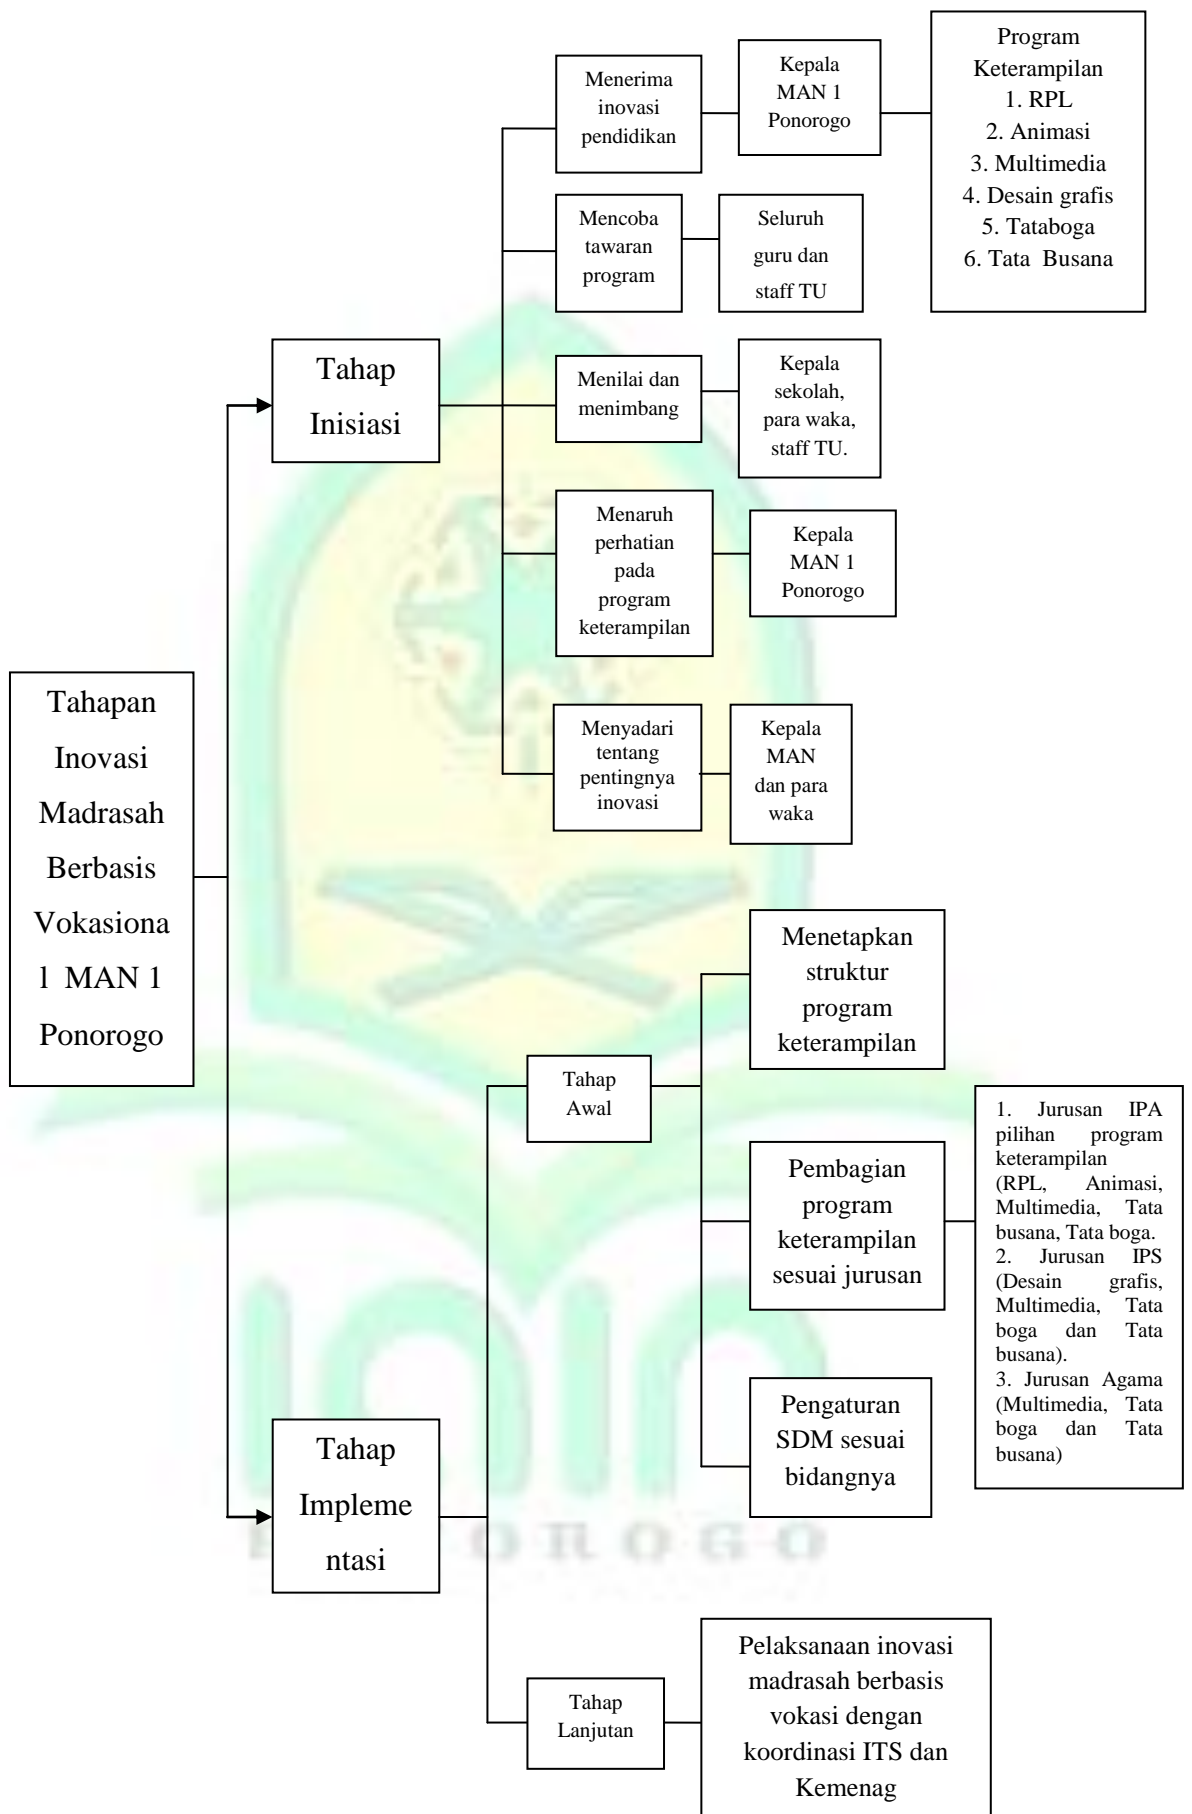 Program
Keterampilan
1. RPL
2. Animasi
3. Multimedia
4. Desain grafis
5. Tataboga
6. Tata Busana
Menerima
inovasi
pendidikan
Kepala
MAN 1
Ponorogo
Mencoba
tawaran
program
Seluruh
guru dan
staff TU
Tahap
Inisiasi
Menilai dan
menimbang
Kepala
sekolah,
para waka,
staff TU.
Menaruh
perhatian
pada
program
keterampilan
Kepala
MAN 1
Ponorogo
Menyadari
tentang
pentingnya
inovasi
Kepala
MAN
dan para
waka
Tahapan
Inovasi
Madrasah
Berbasis
Vokasiona
l MAN 1
Ponorogo
Menetapkan
struktur
program
keterampilan
Tahap
Awal
Pembagian
program
keterampilan
sesuai jurusan
1. Jurusan IPA
pilihan program
keterampilan
(RPL, Animasi,
Multimedia, Tata
busana, Tata boga.
2. Jurusan IPS
(Desain grafis,
Multimedia, Tata
boga dan Tata
busana).
3. Jurusan Agama
(Multimedia, Tata
boga dan Tata
busana)
Pengaturan
SDM sesuai
bidangnya
Tahap
Impleme
ntasi
Tahap
Lanjutan
Pelaksanaan inovasi
madrasah berbasis
vokasi dengan
koordinasi ITS dan
Kemenag